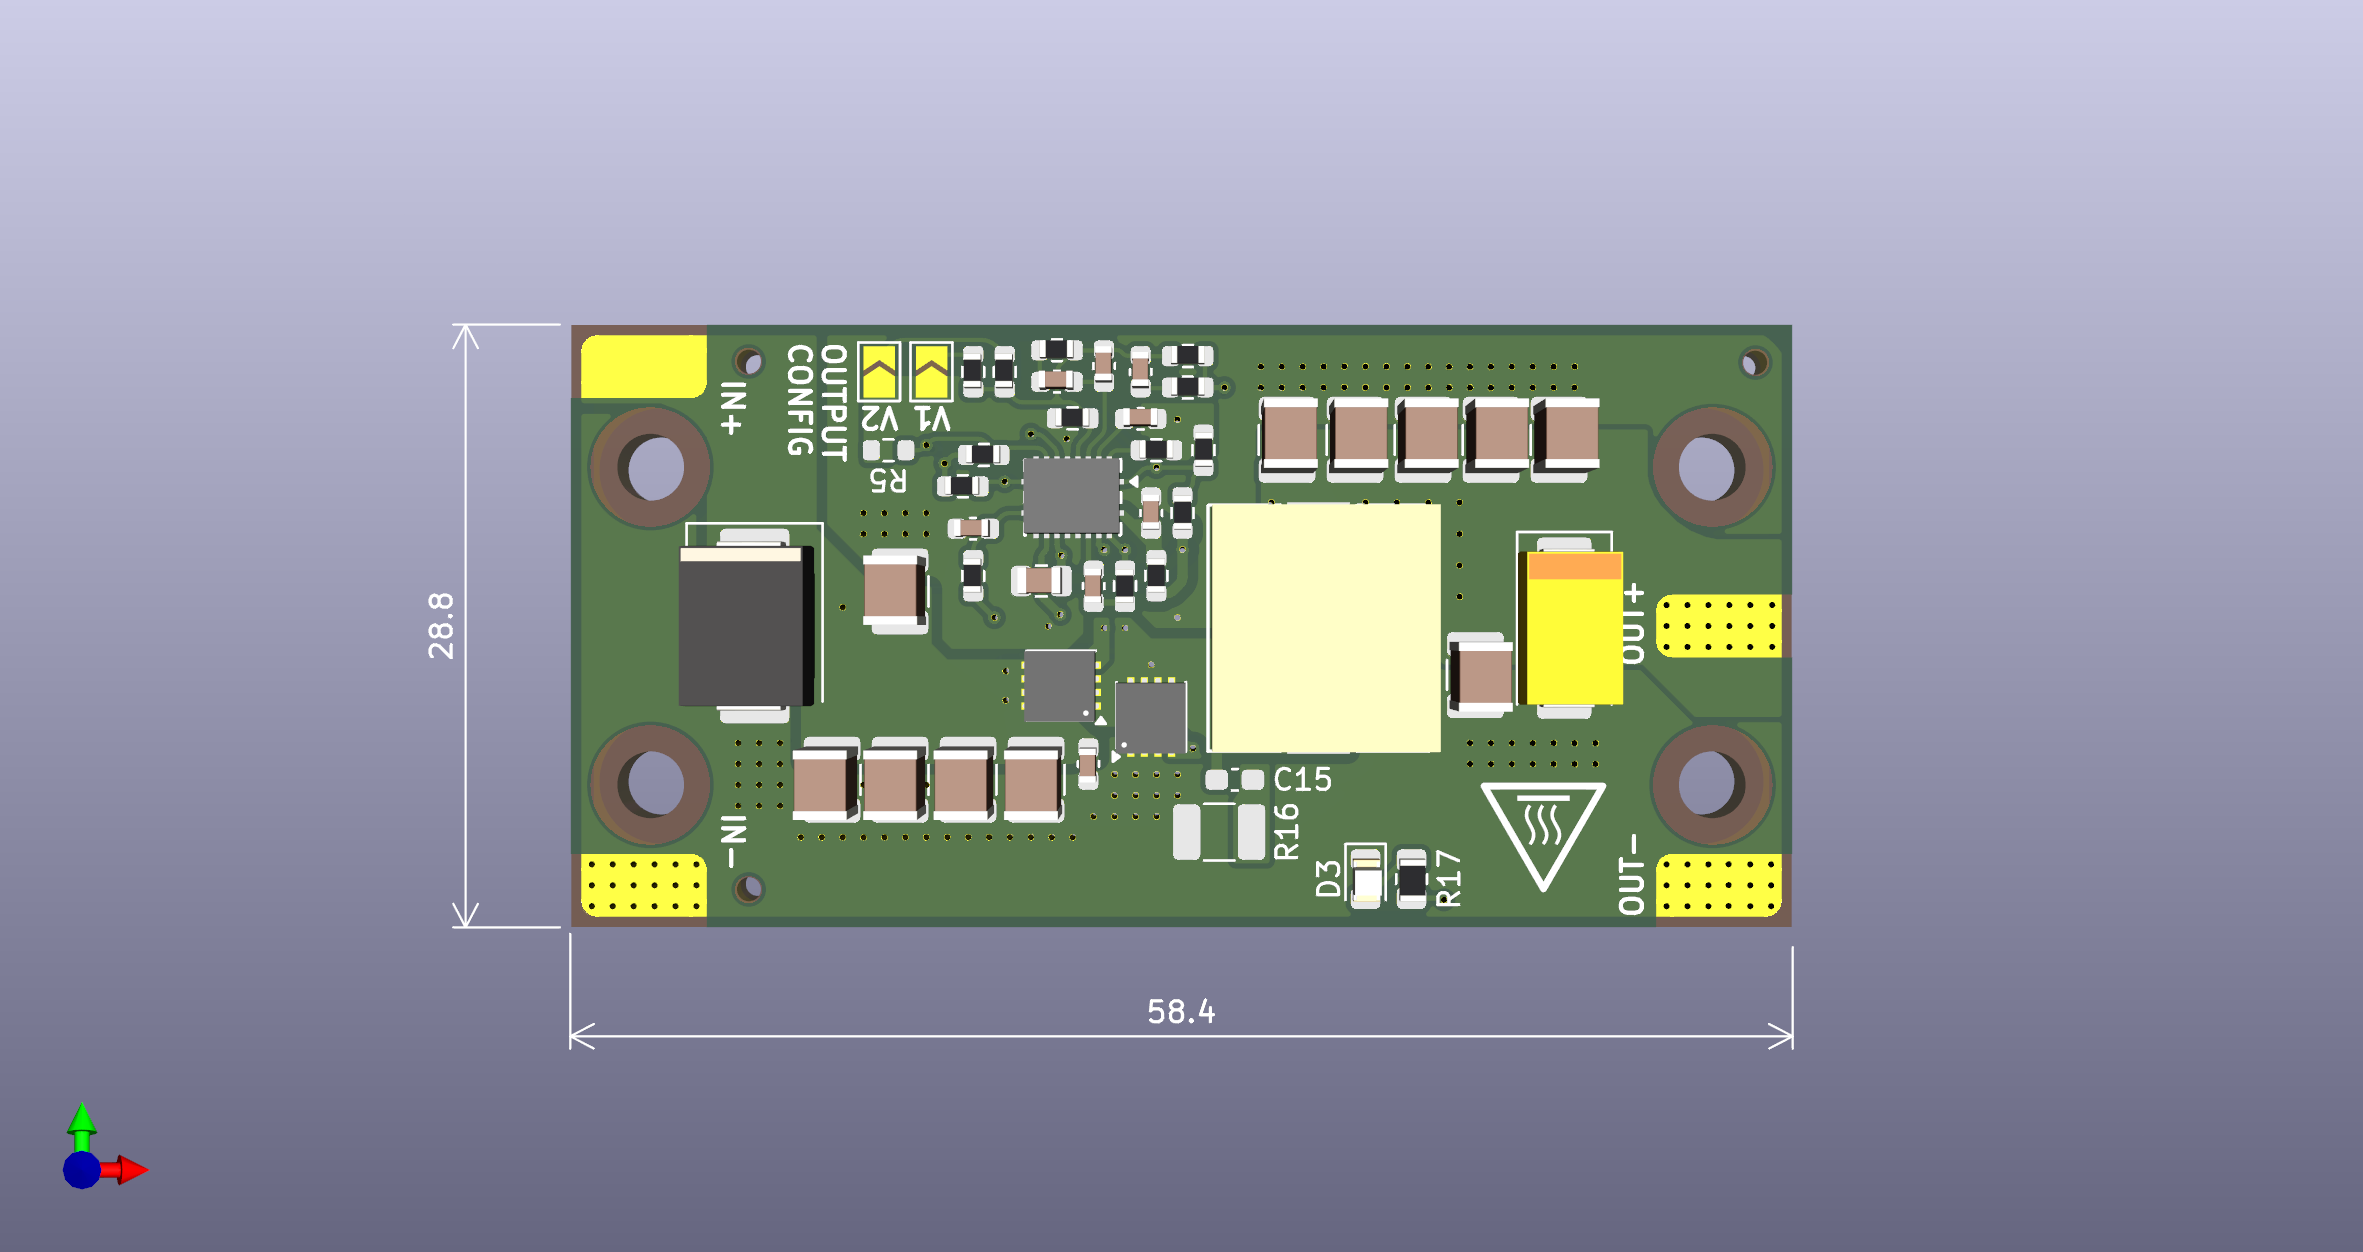 OUTPUT
CONFIG
V2
V1
IN+
R5
28.8
OUT+
C15
IN-
R16
D3
R17
OUT-
58.4